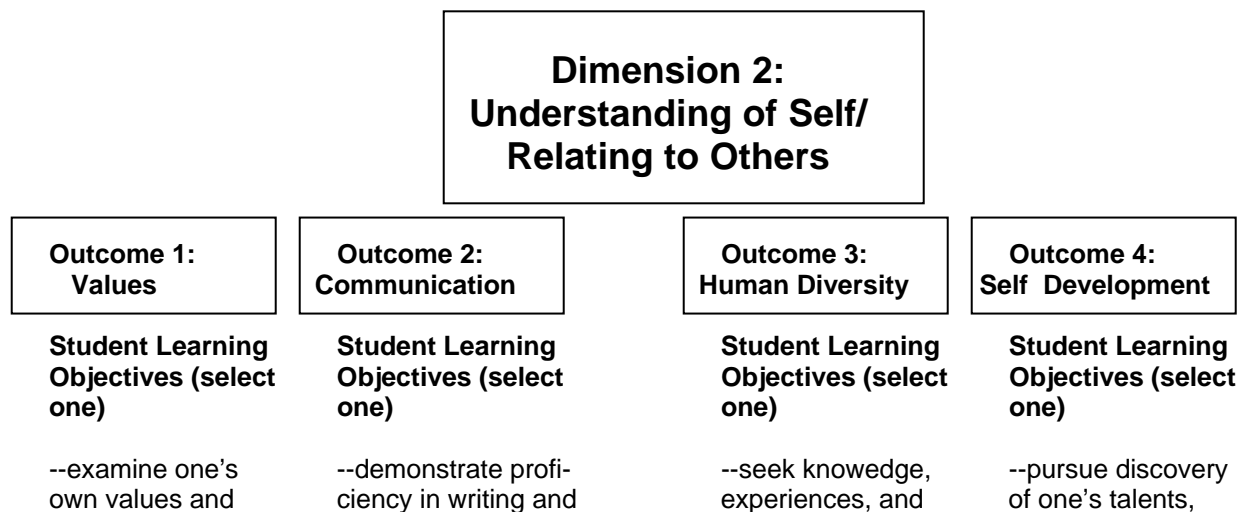 Dimension 2:
Understanding of Self/
Relating to Others
Outcome 1:
Values
Student Learning
Objectives (select
one)
--examine one's
own values and
Outcome 2:
Communication
Student Learning
Objectives (select
one)
--demonstrate profi-
ciency in writing and
Outcome 3:
Human Diversity
Student Learning
Objectives (select
one)
--seek knowedge,
experiences, and
Outcome 4:
Self Development
Student Learning
Objectives (select
one)
--pursue discovery
of one's talents,